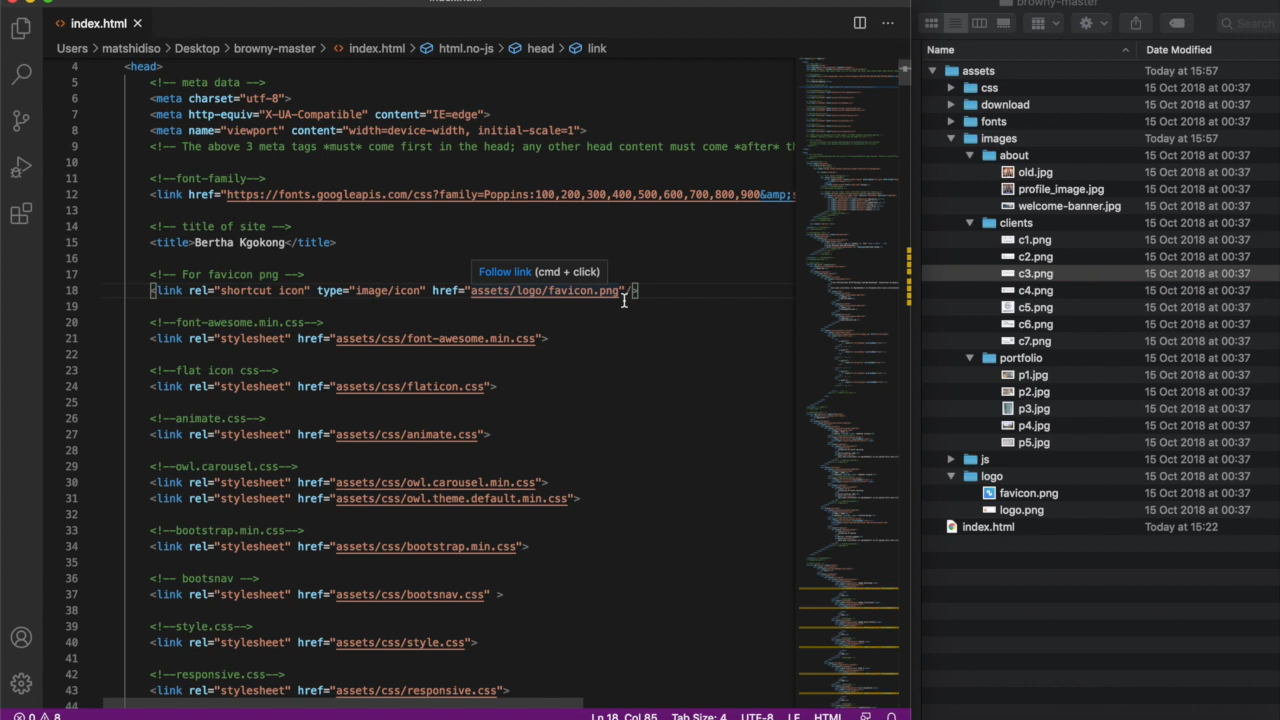 index.html
Users > matshidiso > Desktop > browny-master > index.html > html.no-js > head > link
4 <head>
5 <!-- meta data -->
6 <meta charset="utf-8">
7 <meta http-equiv="X-UA-Compatible" content="IE=edge">
8 <meta name="viewport" content="width=device-width, initial-scale=1">
9 <!-- The above 3 meta tags *must* come first in the head; any other head content must come *after* th
10
11 <!--font-family-->
12 <link href="https://fonts.googleapis.com/css?family=Poppins:100,200,300,400,500,600,700,800,900&amp;s
13
14 <!-- title of site -->
15 <title>Bertha Kgokong</title>
16
17 <!-- For favicon png -->
Follow link (cmd + click)
18 <link rel="shortcut icon" type="image/icon" href="assets/logo/favicon.png"/>
19
20 <!--font-awesome.min.css-->
21 <link rel="stylesheet" href="assets/css/font-awesome.min.css">
22
23 <!--flat icon css-->
24 <link rel="stylesheet" href="assets/css/flaticon.css">
25
26 <!--animate.css-->
27 <link rel="stylesheet" href="assets/css/animate.css">
28
29 <!--owl.carousel.css-->
30 <link rel="stylesheet" href="assets/css/owl.carousel.min.css">
31 <link rel="stylesheet" href="assets/css/owl.theme.default.min.css">
32
33 <!--bootstrap.min.css-->
34 <link rel="stylesheet" href="assets/css/bootstrap.min.css">
35
36 <!-- bootsnav -->
37 <link rel="stylesheet" href="assets/css/bootsnav.css" >
38
39 <!--style.css-->
40 <link rel="stylesheet" href="assets/css/style.css">
41
42 <!--responsive.css-->
43 <link rel="stylesheet" href="assets/css/responsive.css">
44
0 8 Ln 18, Col 85 Tab Size: 4 UTF-8 LF HTML
browny-master
Search
Name Date Modified
assets Today at 15:57
css 15 Oct 2018 at 00:37
download 15 Oct 2018 at 00:37
fonts 15 Oct 2018 at 00:37
images Today at 15:57
about 15 Oct 2018 at 00:37
old.jpg 15 Oct 2018 at 00:37
profile_image.jpg 15 Oct 2018 at 00:37
welcome-banner.jpg 15 Oct 2018 at 00:37
clients 15 Oct 2018 at 00:37
c1.png 15 Oct 2018 at 00:37
c2.png 15 Oct 2018 at 00:37
c3.png 15 Oct 2018 at 00:37
c4.png 15 Oct 2018 at 00:37
c5.png 15 Oct 2018 at 00:37
c6.png 15 Oct 2018 at 00:37
c7.png 15 Oct 2018 at 00:37
portfolio 15 Oct 2018 at 00:37
p1.jpg 15 Oct 2018 at 00:37
p2.jpg 15 Oct 2018 at 00:37
p3.jpg 15 Oct 2018 at 00:37
p4.jpg 15 Oct 2018 at 00:37
p5.jpg 15 Oct 2018 at 00:37
js 15 Oct 2018 at 00:37
logo 15 Oct 2018 at 00:37
favicon.png 15 Oct 2018 at 00:37
logo.png 15 Oct 2018 at 00:37
index.html Today at 15:22